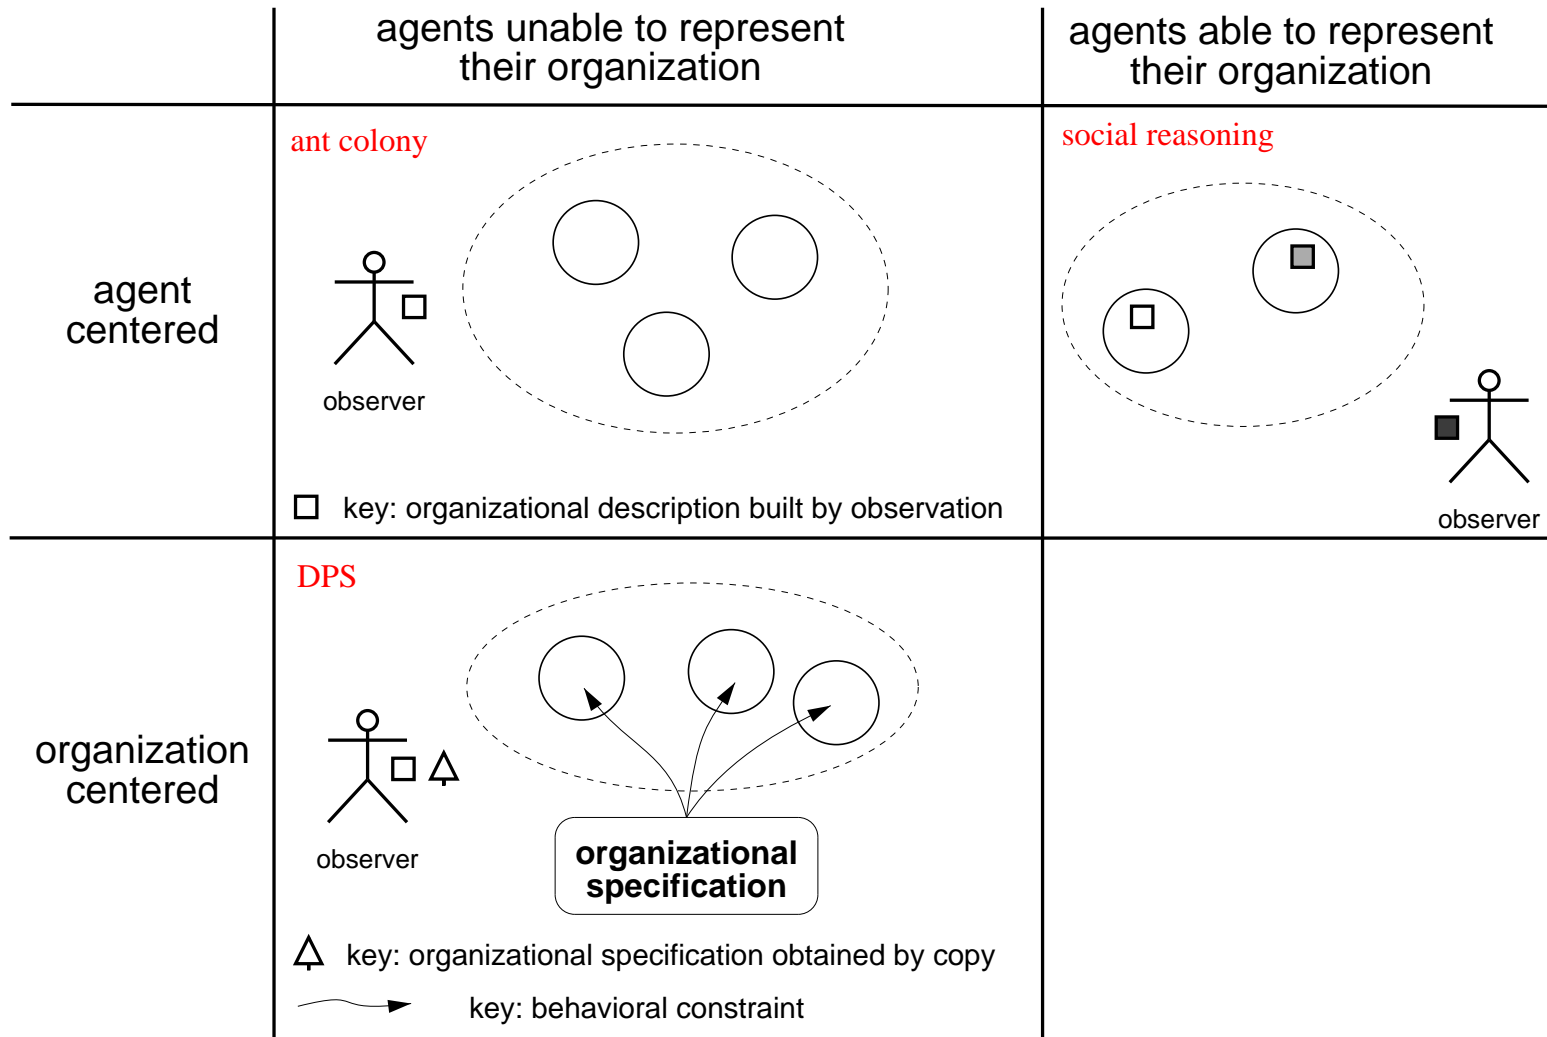 agents unable to represent
their organization
agents able to represent
their organization
agent
centered
ant colony
observer
key: organizational description built by observation
social reasoning
observer
organization
centered
DPS
observer
organizational
specification
key: organizational specification obtained by copy
key: behavioral constraint